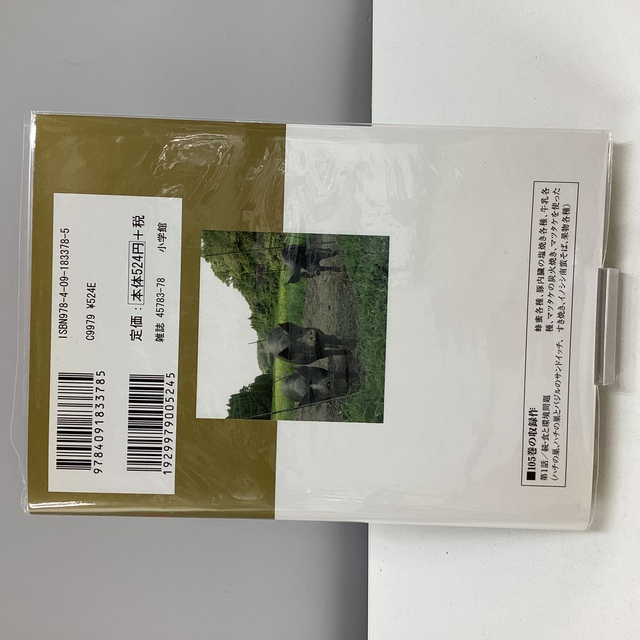 ISBN978-4-09-183378-5
C9979 ¥524E
定価：本体524円＋税
雑誌 45783-78　小学館
9784091833785
1929979005245
■105巻の収録作
第1話／続・食と環境問題
(ハチの巣、ハチの巣とバジルのサンドイッチ、
蜂蜜各種、豚内臓の塩焼き各種、牛乳各
種、マツタケの炭火焼き、マツタケを使った
すき焼き、イノシシ南蛮そば、果物各種)